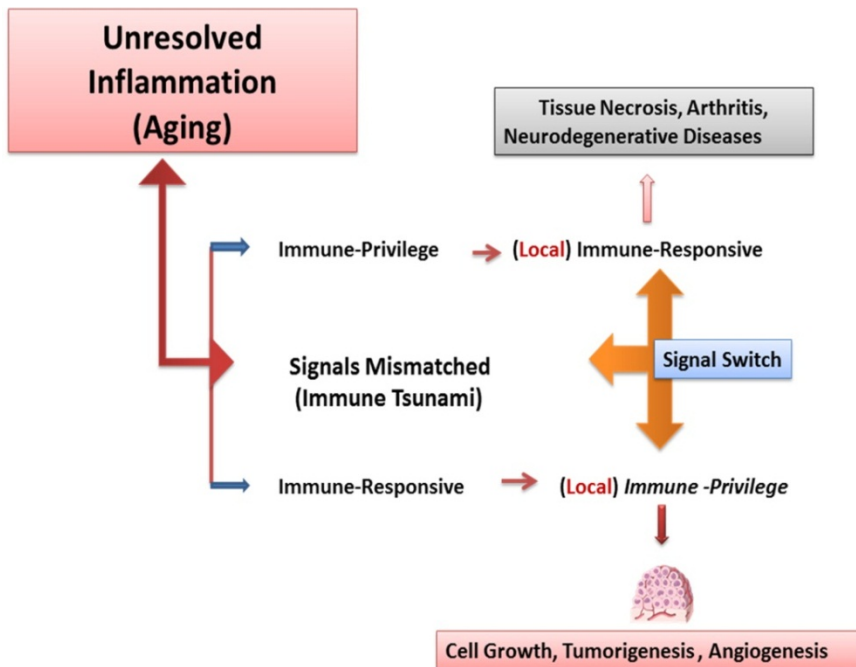 Unresolved
Inflammation
(Aging)
Tissue Necrosis, Arthritis,
Neurodegenerative Diseases
Immune-Privilege
(Local) Immune-Responsive
Signals Mismatched
(Immune Tsunami)
Signal Switch
Immune-Responsive
(Local) Immune -Privilege
Cell Growth, Tumorigenesis , Angiogenesis